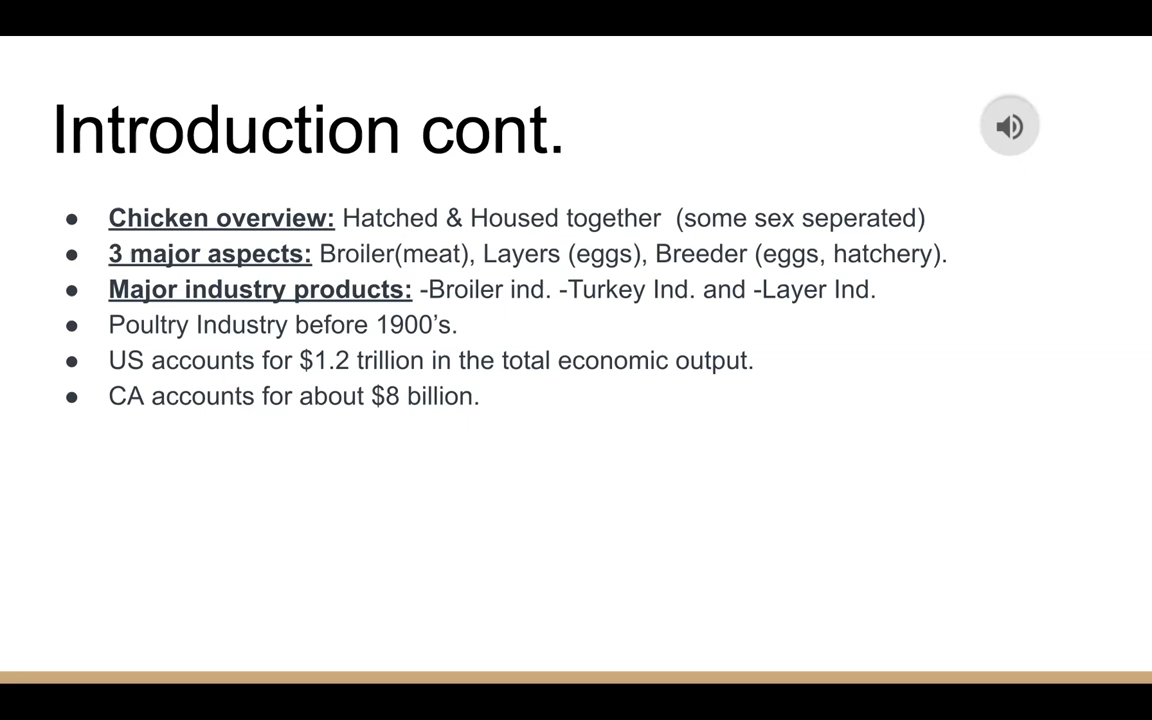 Introduction cont.
● Chicken overview: Hatched & Housed together  (some sex seperated)
● 3 major aspects: Broiler(meat), Layers (eggs), Breeder (eggs, hatchery).
● Major industry products: -Broiler ind. -Turkey Ind. and -Layer Ind.
● Poultry Industry before 1900’s.
● US accounts for $1.2 trillion in the total economic output.
● CA accounts for about $8 billion.